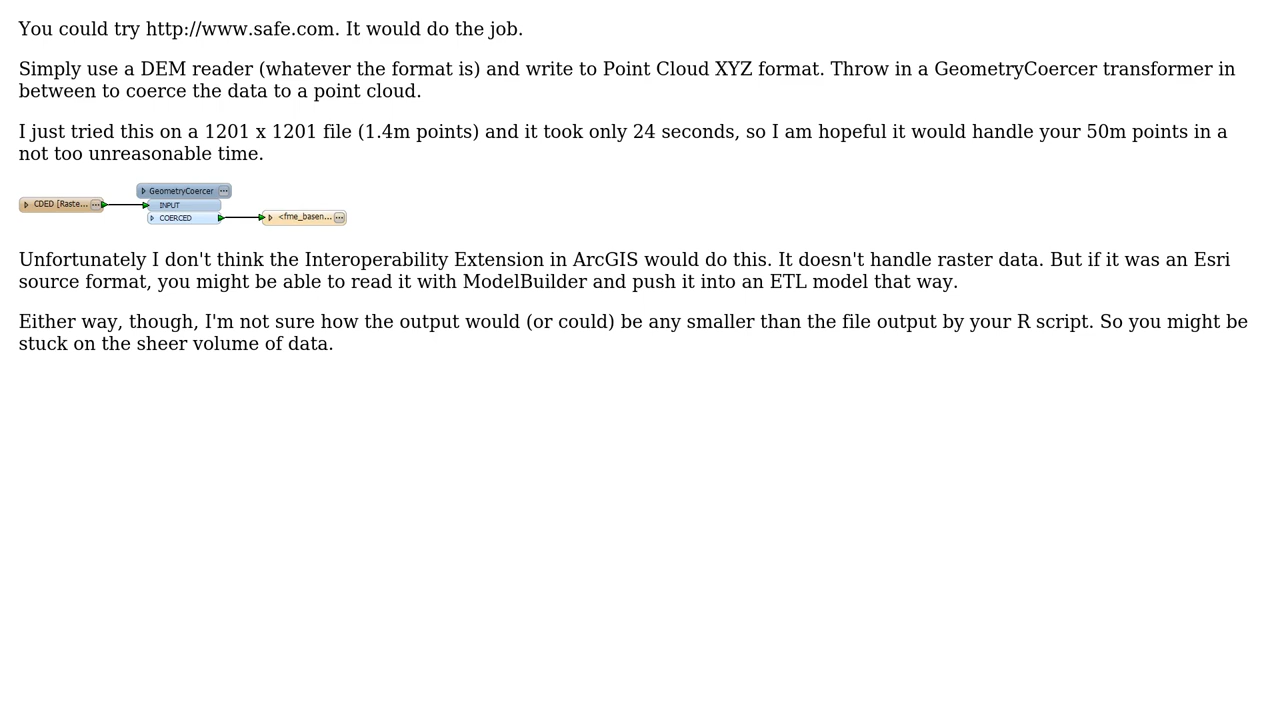 You could try http://www.safe.com. It would do the job.
Simply use a DEM reader (whatever the format is) and write to Point Cloud XYZ format. Throw in a GeometryCoercer transformer in
between to coerce the data to a point cloud.
I just tried this on a 1201 x 1201 file (1.4m points) and it took only 24 seconds, so I am hopeful it would handle your 50m points in a
not too unreasonable time.
GeometryCoercer
CDED [Raste...
INPUT
COERCED
<fme_basen...
Unfortunately I don't think the Interoperability Extension in ArcGIS would do this. It doesn't handle raster data. But if it was an Esri
source format, you might be able to read it with ModelBuilder and push it into an ETL model that way.
Either way, though, I'm not sure how the output would (or could) be any smaller than the file output by your R script. So you might be
stuck on the sheer volume of data.